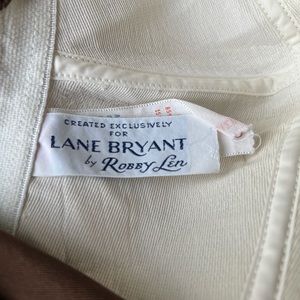 CREATED EXCLUSIVELY
FOR
LANE BRYANT
by ROBBY LEN